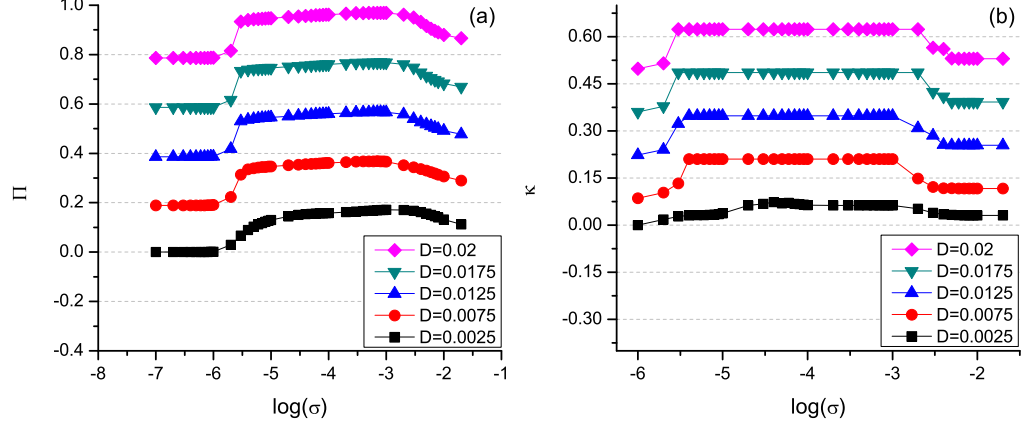 (a)
1.0
0.8
0.6
0.4
0.2
0.0
-0.2
-0.4
Π
-8
-7
-6
-5
-4
-3
-2
-1
log(σ)
D=0.02
D=0.0175
D=0.0125
D=0.0075
D=0.0025
(b)
0.60
0.45
0.30
0.15
0.00
-0.15
-0.30
κ
-6
-5
-4
-3
-2
log(σ)
D=0.02
D=0.0175
D=0.0125
D=0.0075
D=0.0025